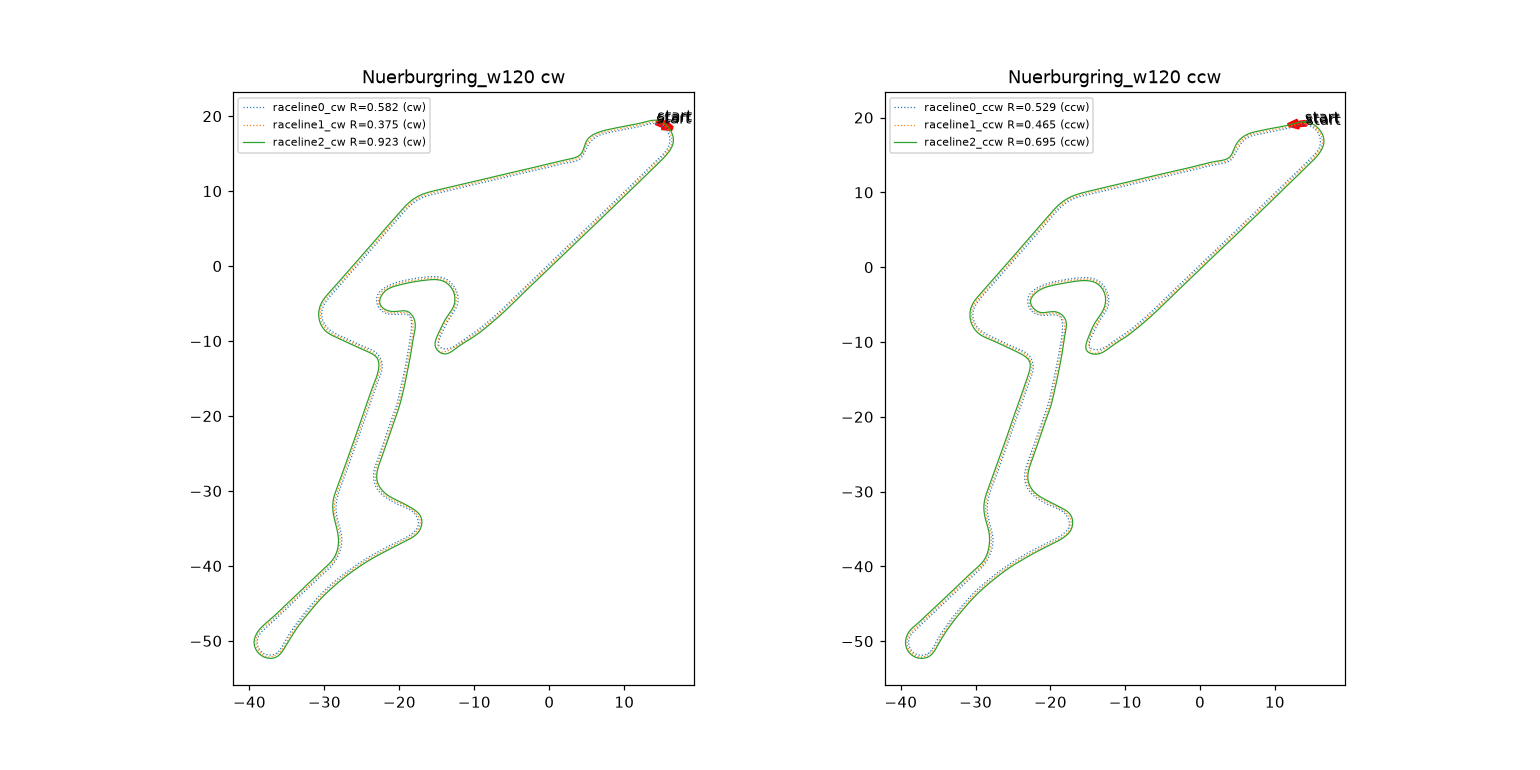 Nuerburgring_w120 cw
raceline0_cw R=0.582 (cw)
raceline1_cw R=0.375 (cw)
raceline2_cw R=0.923 (cw)
start
start
start
20
10
0
−10
−20
−30
−40
−50
−40
−30
−20
−10
0
10
Nuerburgring_w120 ccw
raceline0_ccw R=0.529 (ccw)
raceline1_ccw R=0.465 (ccw)
raceline2_ccw R=0.695 (ccw)
start
start
start
20
10
0
−10
−20
−30
−40
−50
−40
−30
−20
−10
0
10